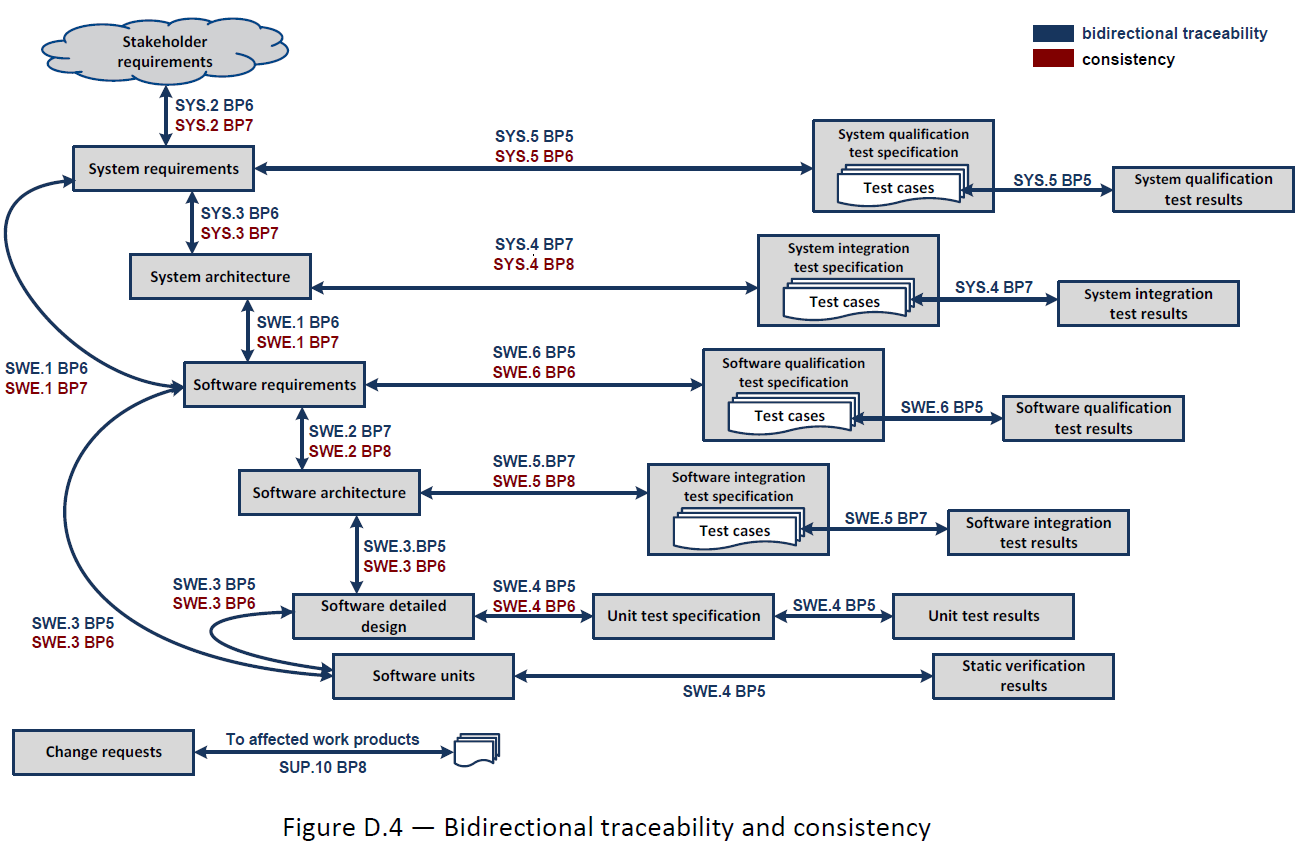 Stakeholder
requirements
bidirectional traceability
consistency
SYS.2 BP6
SYS.2 BP7
System requirements
SYS.5 BP5
SYS.5 BP6
System qualification
test specification
Test cases
SYS.5 BP5
System qualification
test results
SYS.3 BP6
SYS.3 BP7
System architecture
SYS.4 BP7
SYS.4 BP8
System integration
test specification
Test cases
SYS.4 BP7
System integration
test results
SWE.1 BP6
SWE.1 BP7
SWE.1 BP6
SWE.1 BP7
Software requirements
SWE.6 BP5
SWE.6 BP6
Software qualification
test specification
Test cases
SWE.6 BP5
Software qualification
test results
SWE.2 BP7
SWE.2 BP8
Software architecture
SWE.5.BP7
SWE.5 BP8
Software integration
test specification
Test cases
SWE.5 BP7
Software integration
test results
SWE.3.BP5
SWE.3 BP6
SWE.3 BP5
SWE.3 BP6
Software detailed
design
SWE.4 BP5
SWE.4 BP6
Unit test specification
SWE.4 BP5
Unit test results
SWE.3 BP5
SWE.3 BP6
Software units
SWE.4 BP5
Static verification
results
Change requests
To affected work products
SUP.10 BP8
Figure D.4 — Bidirectional traceability and consistency